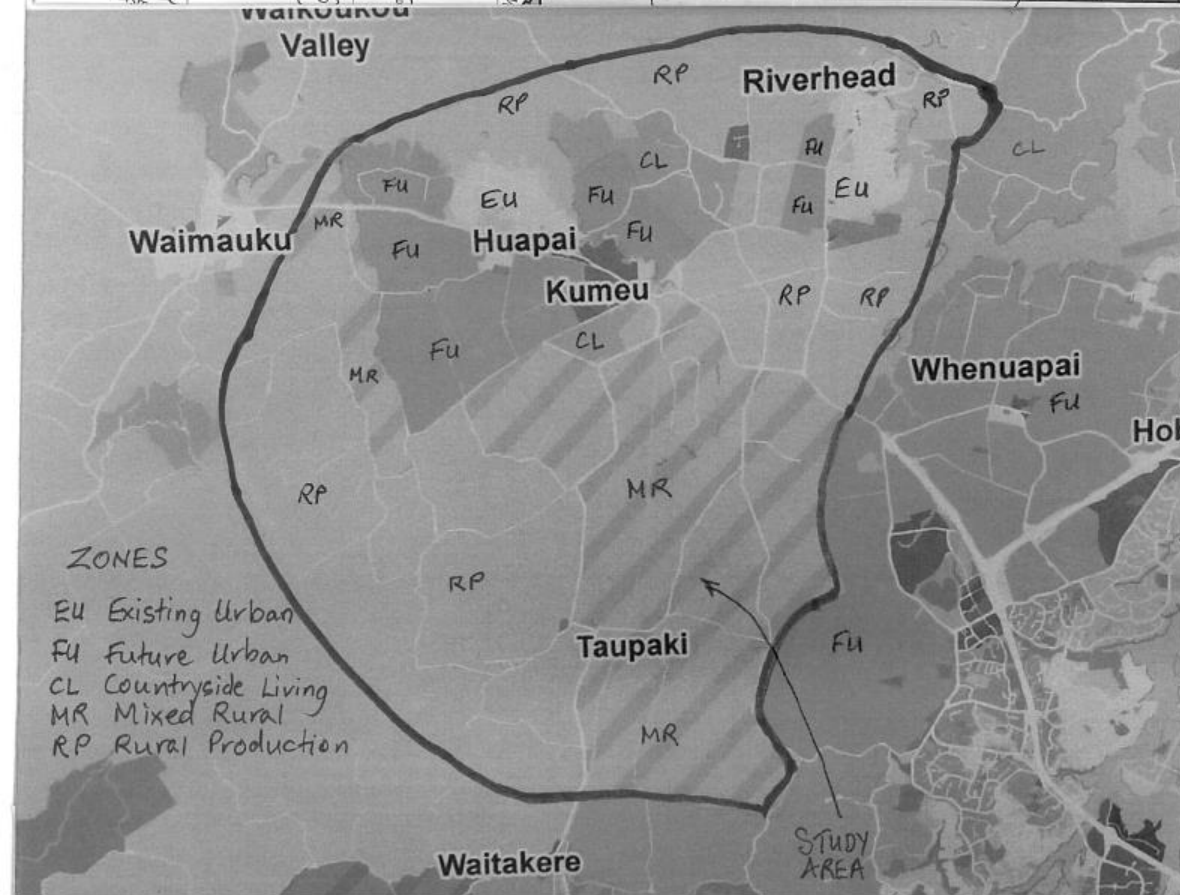 Waikoukou
Valley
RP
Riverhead
RP
RP
FU
CL
CL
FU
EU
FU
FU
EU
MR
FU
Waimauku
FU
Huapai
Kumeu
RP
RP
CL
FU
MR
Whenuapai
FU
Hob
MR
RP
RP
Taupaki
FU
MR
ZONES
EU Existing Urban
FU Future Urban
CL Countryside Living
MR Mixed Rural
RP Rural Production
STUDY
AREA
Waitakere